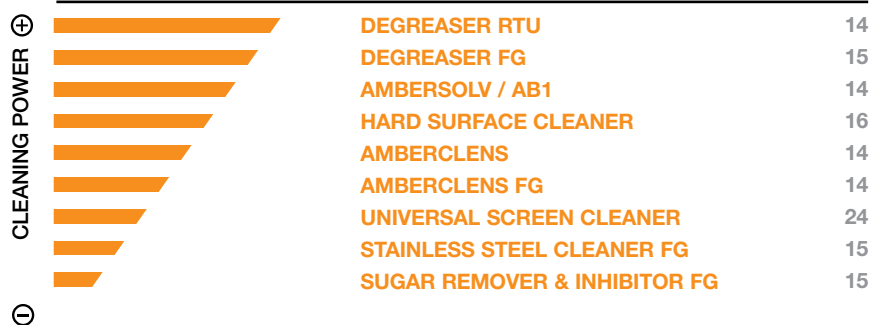 CLEANING POWER
DEGREASER RTU 14
DEGREASER FG 15
AMBERSOLV / AB1 14
HARD SURFACE CLEANER 16
AMBERCLENS 14
AMBERCLENS FG 14
UNIVERSAL SCREEN CLEANER 24
STAINLESS STEEL CLEANER FG 15
SUGAR REMOVER & INHIBITOR FG 15